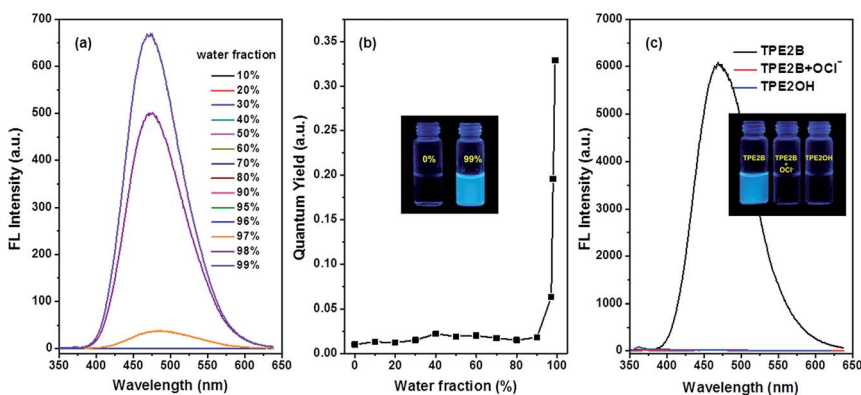 (a)
water fraction
10%
20%
30%
40%
50%
60%
70%
80%
90%
95%
96%
97%
98%
99%
700
600
500
400
300
200
100
0
FL Intensity (a.u.)
350 400 450 500 550 600 650
Wavelength (nm)
(b)
0.35
0.30
0.25
0.20
0.15
0.10
0.05
0.00
Quantum Yield
0% 99%
0 20 40 60 80 100
Water fraction (%)
(c)
TPE2B
TPE2B+OCl⁻
TPE2OH
7000
6000
5000
4000
3000
2000
1000
0
FL Intensity (a.u.)
TPE2B
TPE2B
+
OCl⁻
TPE2OH
350 400 450 500 550 600 650
Wavelength (nm)